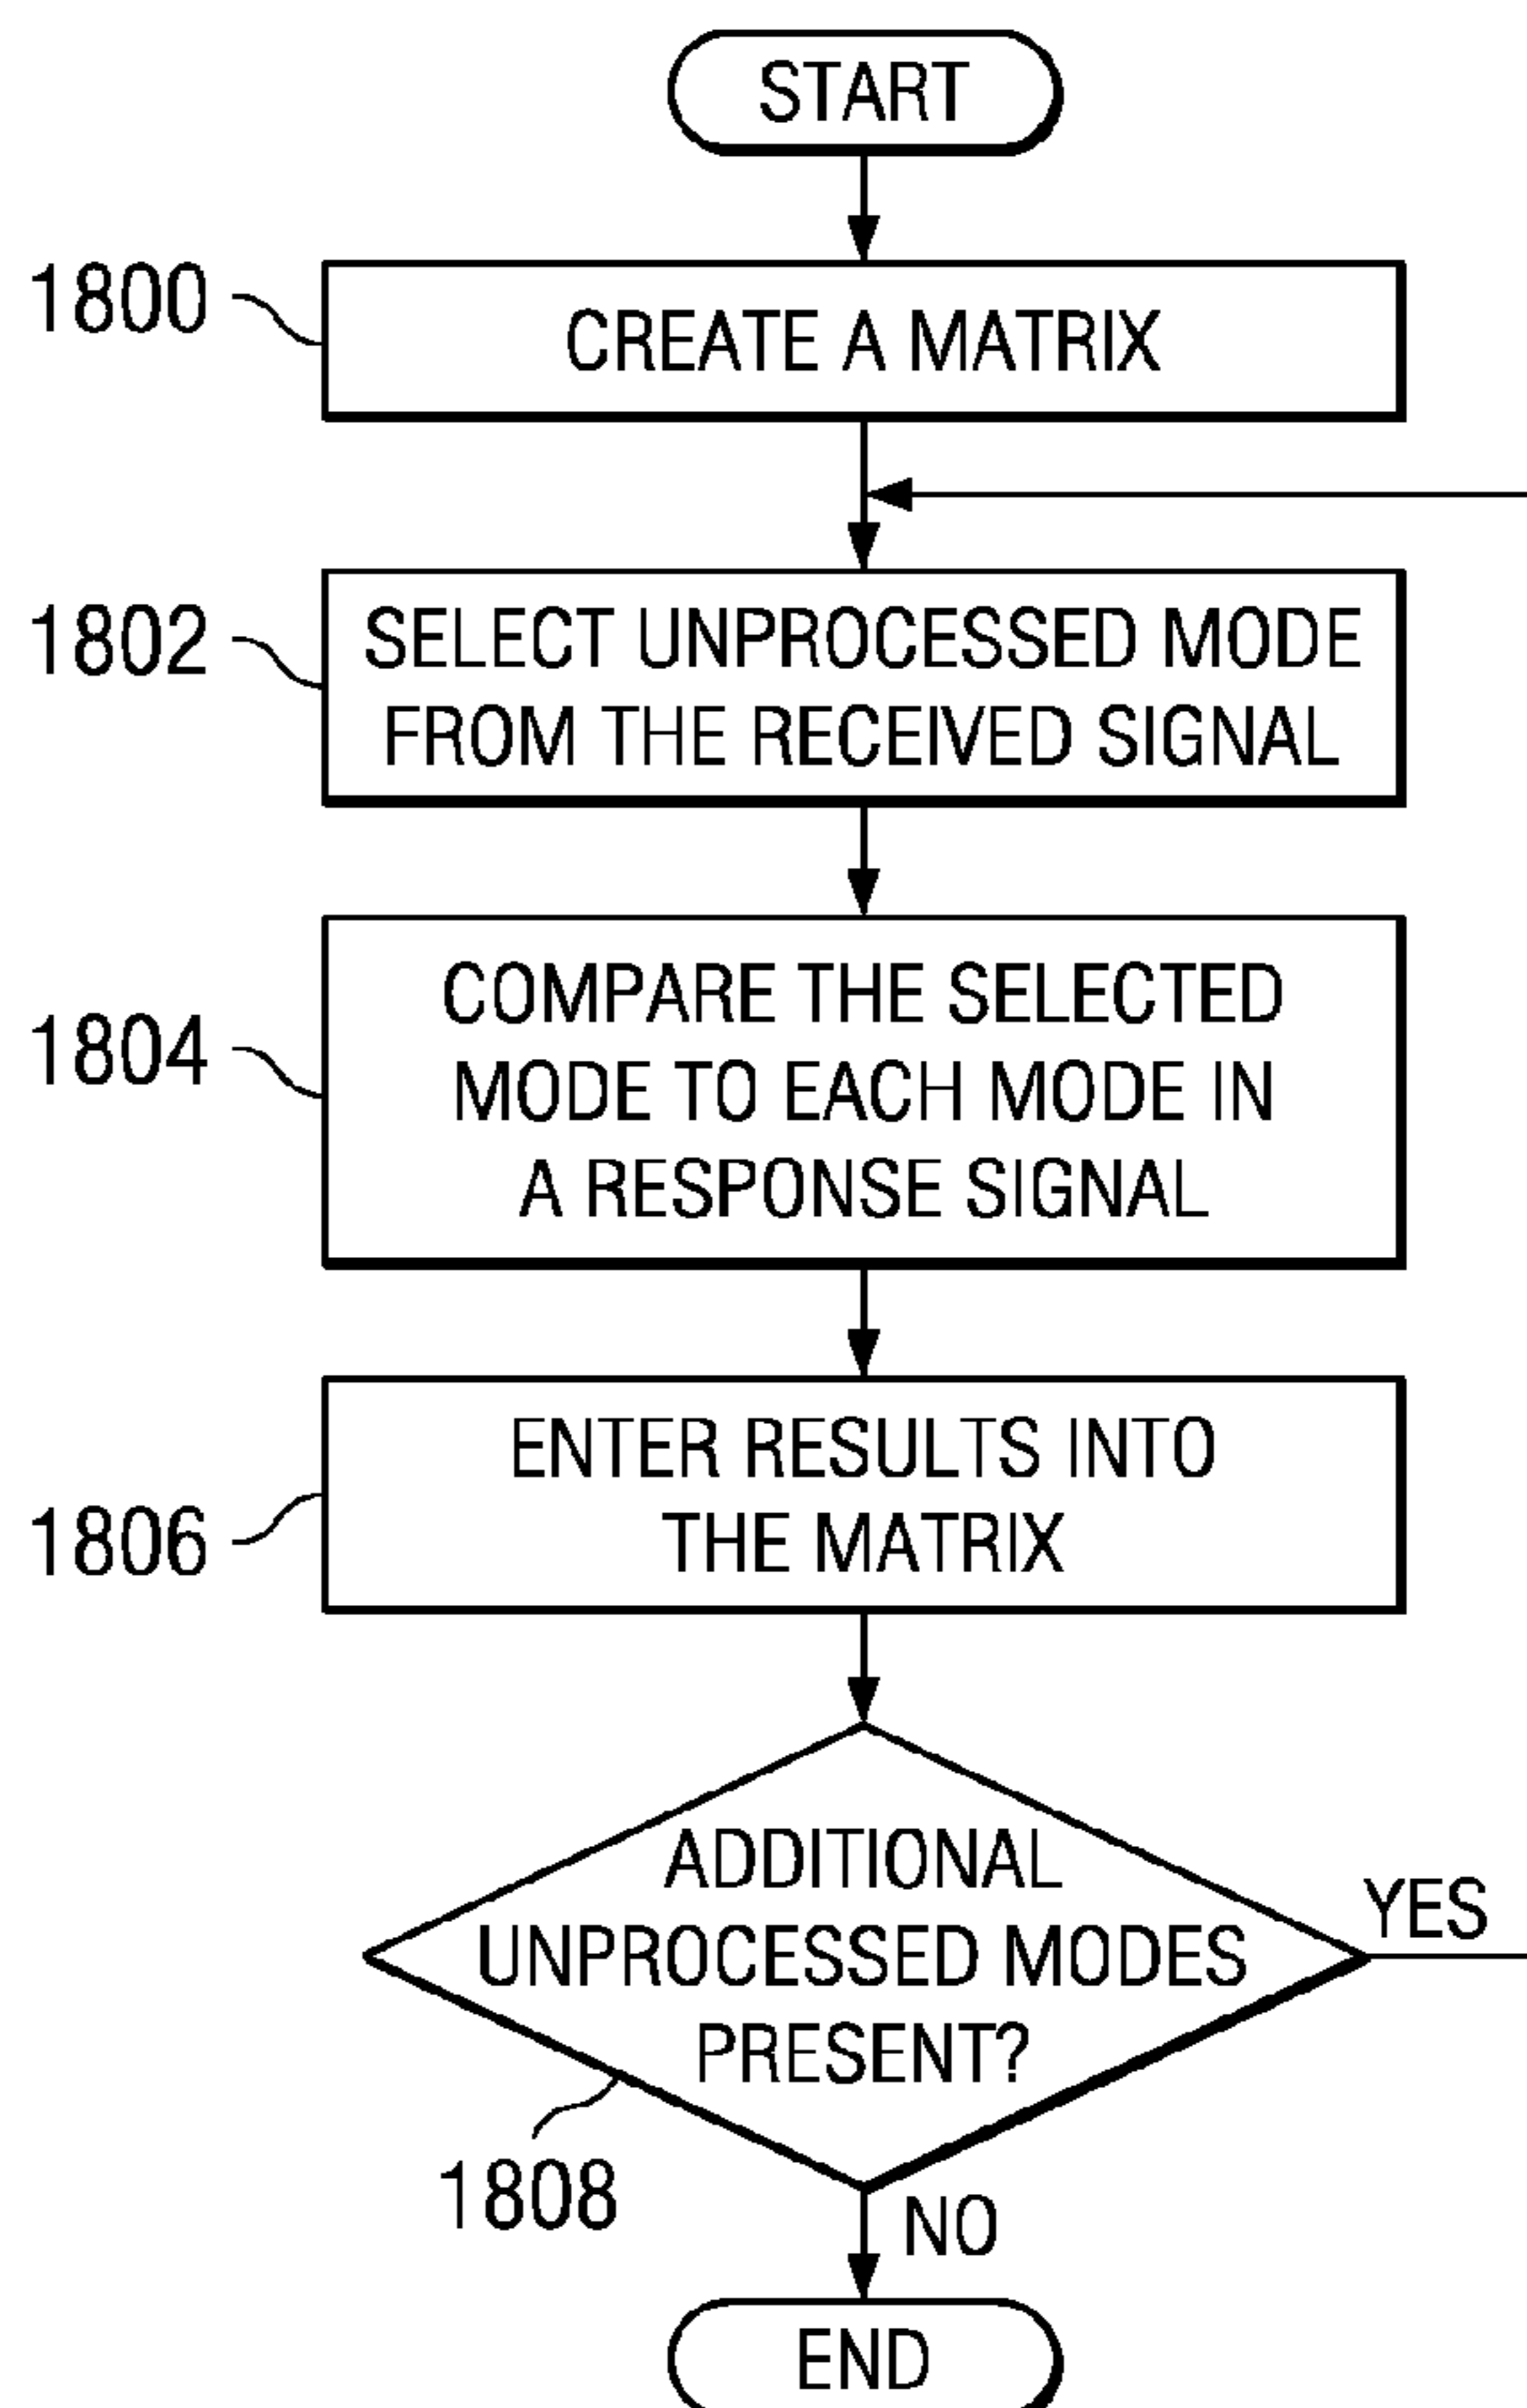 START
1800
CREATE A MATRIX
1802
SELECT UNPROCESSED MODE
FROM THE RECEIVED SIGNAL
1804
COMPARE THE SELECTED
MODE TO EACH MODE IN
A RESPONSE SIGNAL
1806
ENTER RESULTS INTO
THE MATRIX
ADDITIONAL
UNPROCESSED MODES
PRESENT?
YES
1808
NO
END